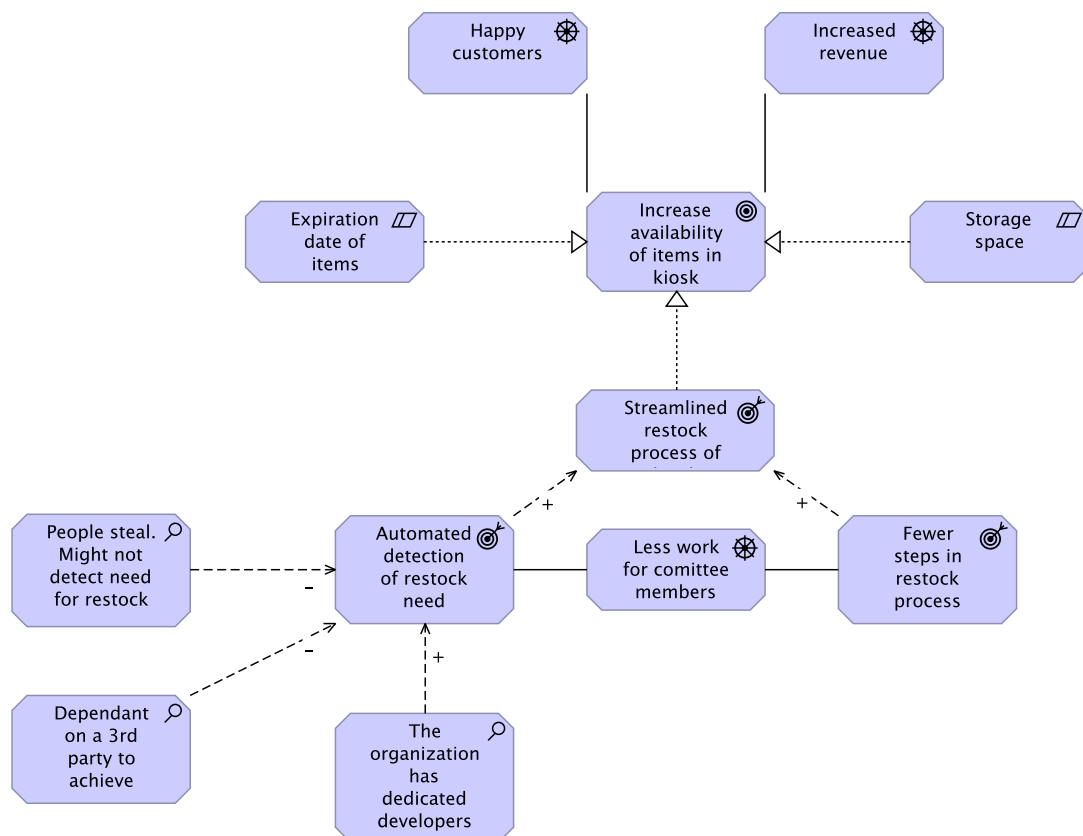 Happy
customers
Increased
revenue
Expiration
date of
items
Increase
availability
of items in
kiosk
Storage
space
Streamlined
restock
process of
+
+
People steal.
Might not
detect need
for restock
-
Automated
detection
of restock
need
Less work
for comittee
members
Fewer
steps in
restock
process
-
+
Dependant
on a 3rd
party to
achieve
The
organization
has
dedicated
developers